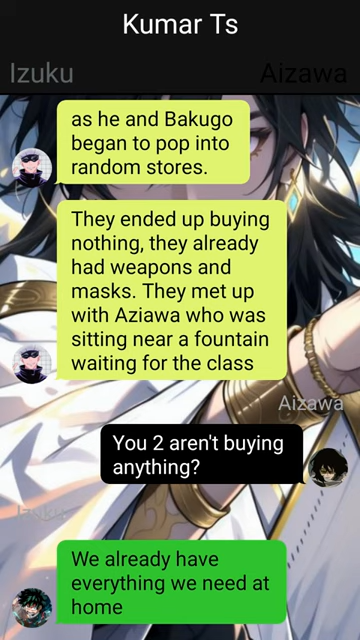 Kumar Ts
Izuku
Aizawa
as he and Bakugo
began to pop into
random stores.
They ended up buying
nothing, they already
had weapons and
masks. They met up
with Aziawa who was
sitting near a fountain
waiting for the class
Aizawa
You 2 aren't buying
anything?
Izuku
We already have
everything we need at
home